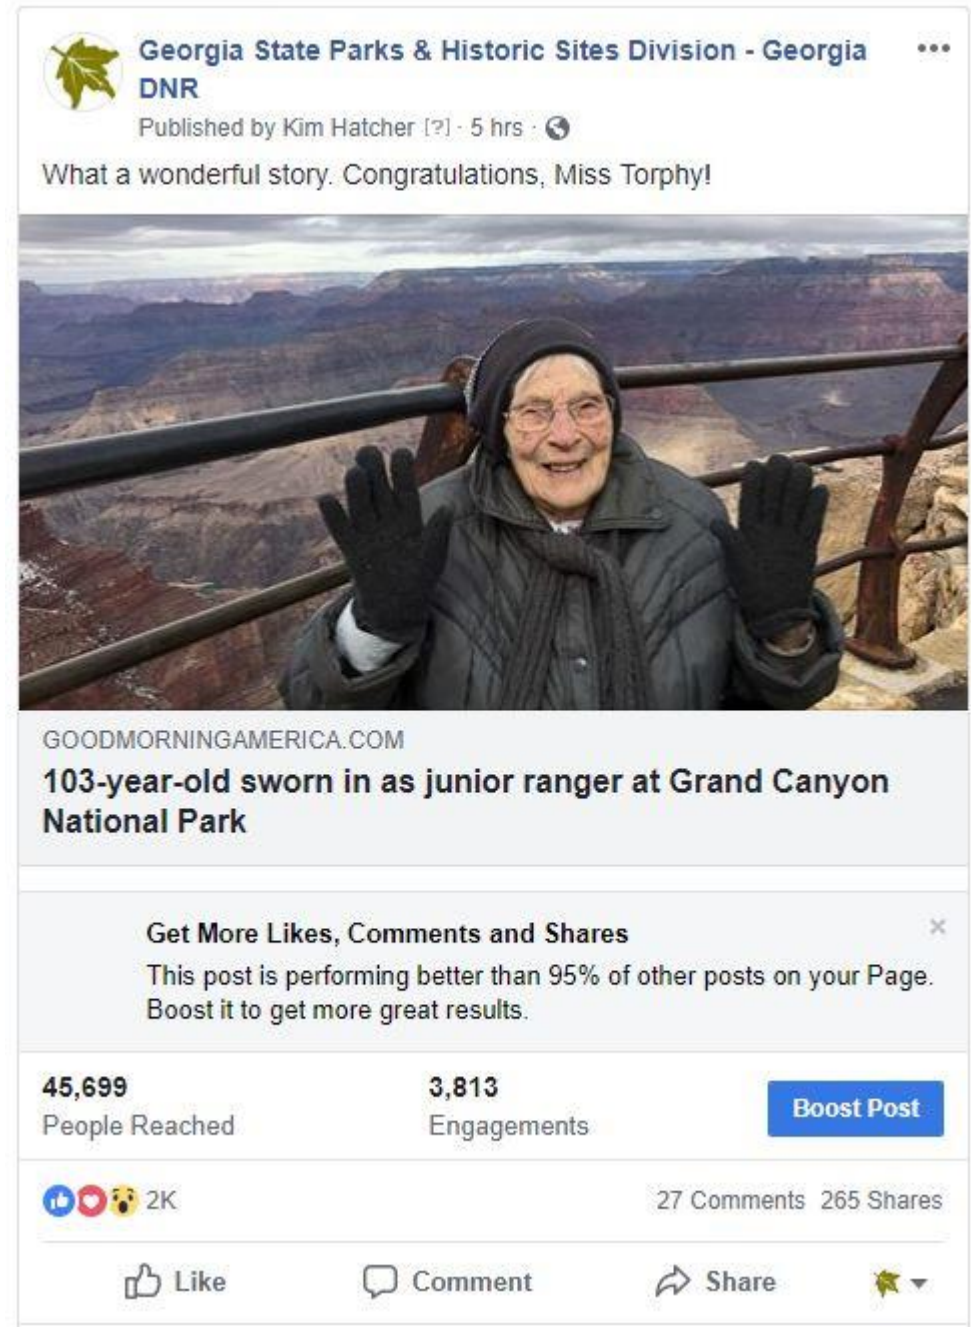 Georgia State Parks & Historic Sites Division - Georgia
DNR
Published by Kim Hatcher [?] · 5 hrs ·
What a wonderful story. Congratulations, Miss Torphy!
GOODMORNINGAMERICA.COM
103-year-old sworn in as junior ranger at Grand Canyon
National Park
Get More Likes, Comments and Shares
This post is performing better than 95% of other posts on your Page.
Boost it to get more great results.
45,699 3,813
Boost Post
People Reached Engagements
2K 27 Comments 265 Shares
Like Comment Share